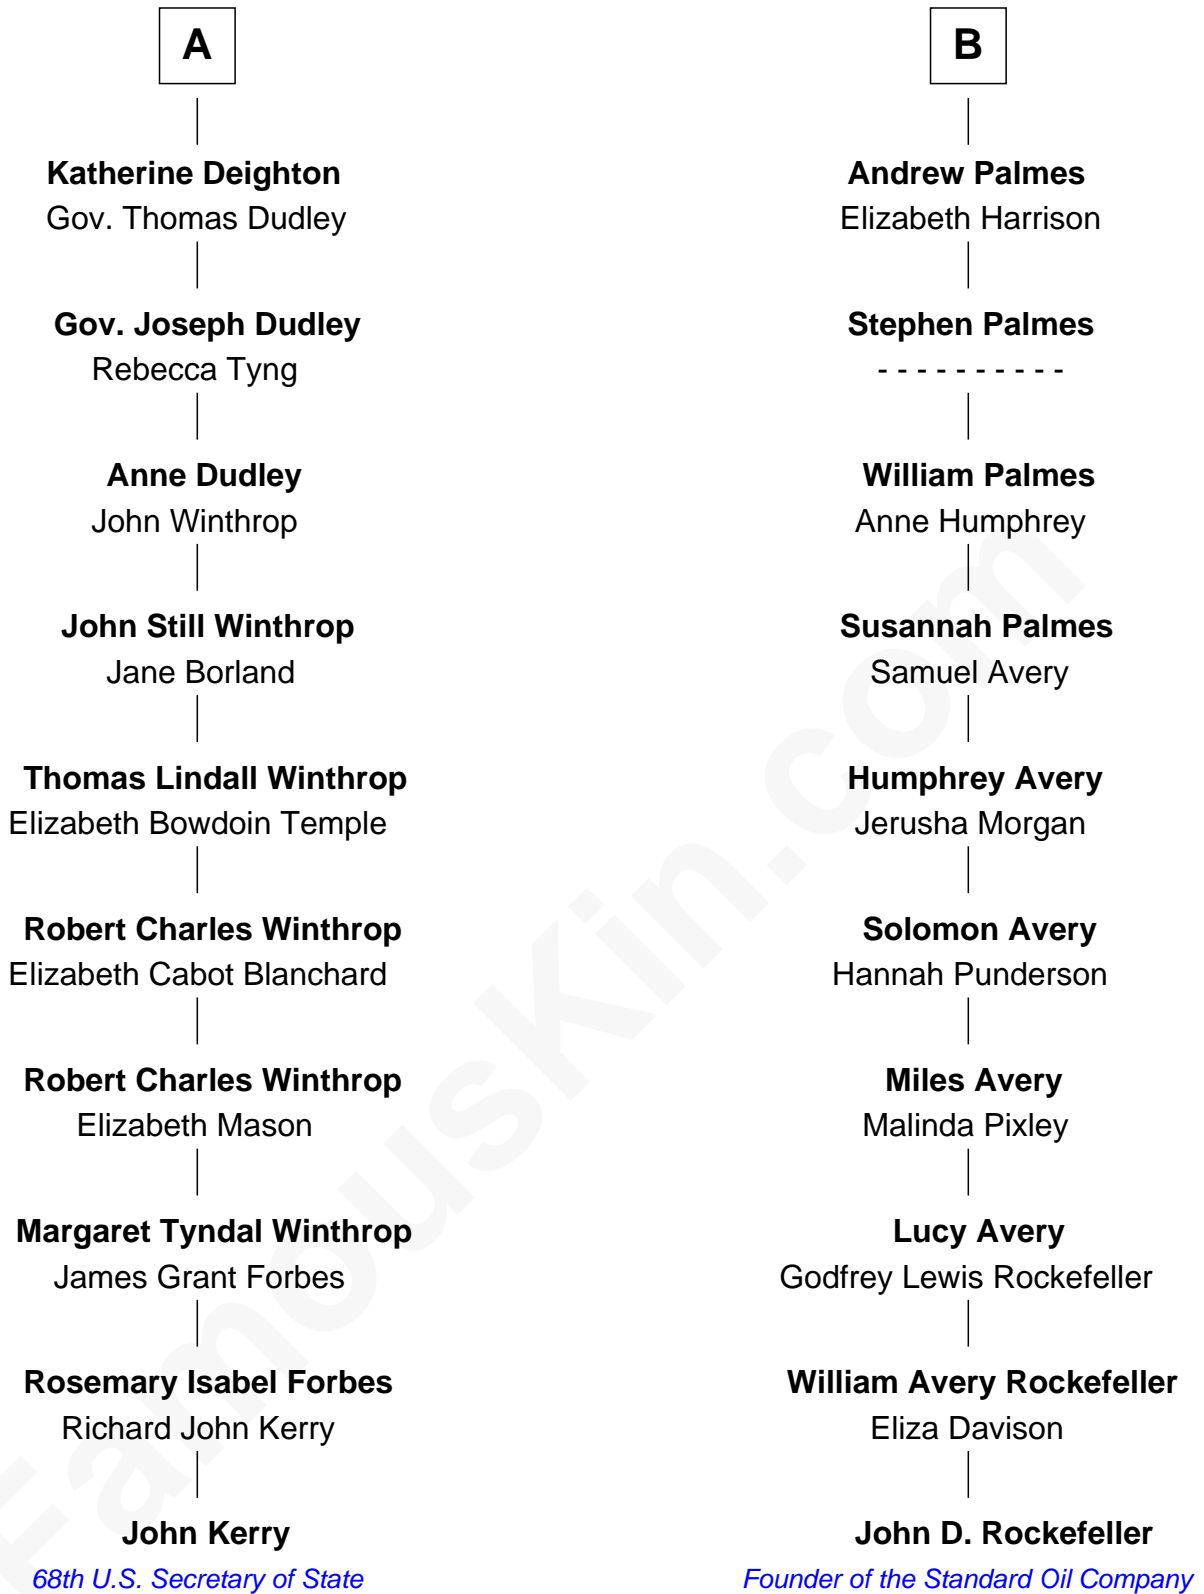 A
Katherine Deighton
Gov. Thomas Dudley
Gov. Joseph Dudley
Rebecca Tyng
Anne Dudley
John Winthrop
John Still Winthrop
Jane Borland
Thomas Lindall Winthrop
Elizabeth Bowdoin Temple
Robert Charles Winthrop
Elizabeth Cabot Blanchard
Robert Charles Winthrop
Elizabeth Mason
Margaret Tyndal Winthrop
James Grant Forbes
Rosemary Isabel Forbes
Richard John Kerry
John Kerry
68th U.S. Secretary of State
B
Andrew Palmes
Elizabeth Harrison
Stephen Palmes
- - - - - - - - - -
William Palmes
Anne Humphrey
Susannah Palmes
Samuel Avery
Humphrey Avery
Jerusha Morgan
Solomon Avery
Hannah Punderson
Miles Avery
Malinda Pixley
Lucy Avery
Godfrey Lewis Rockefeller
William Avery Rockefeller
Eliza Davison
John D. Rockefeller
Founder of the Standard Oil Company
FamousKin.com